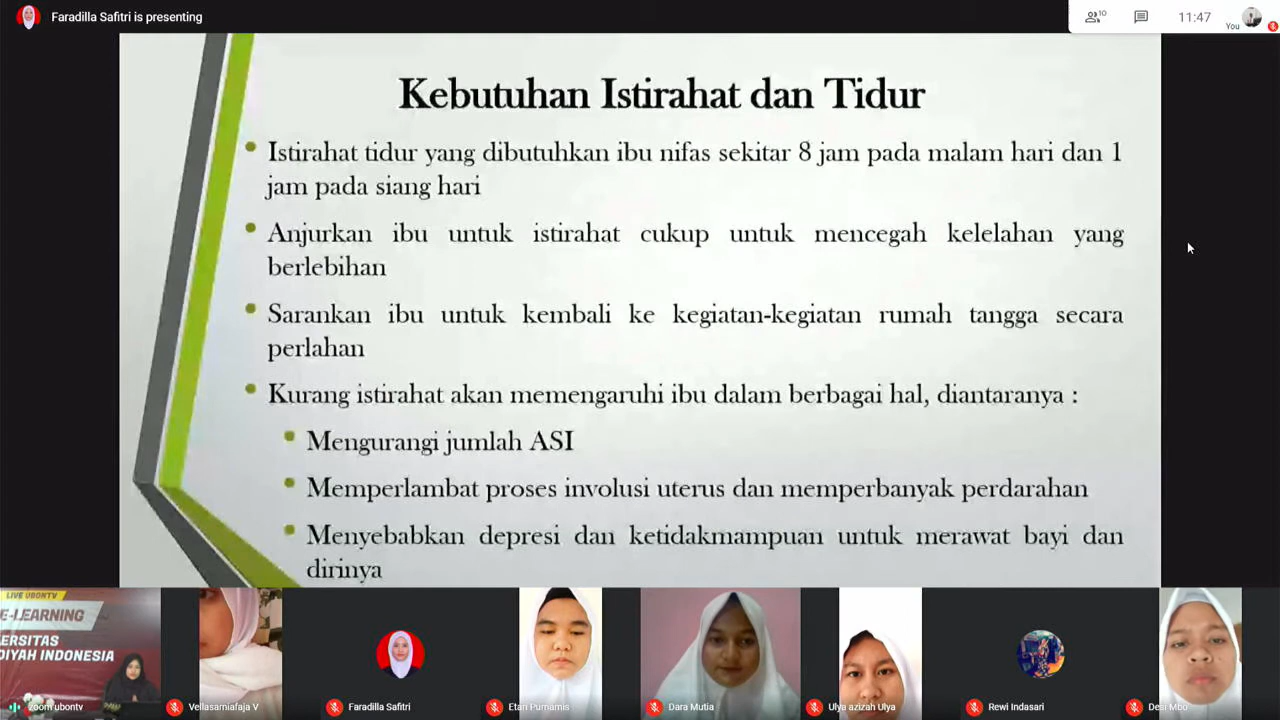 Faradilla Safitri is presenting
10
11:47
You
Kebutuhan Istirahat dan Tidur
Istirahat tidur yang dibutuhkan ibu nifas sekitar 8 jam pada malam hari dan 1
jam pada siang hari
Anjurkan ibu untuk istirahat cukup untuk mencegah kelelahan yang
berlebihan
Sarankan ibu untuk kembali ke kegiatan-kegiatan rumah tangga secara
perlahan
Kurang istirahat akan memengaruhi ibu dalam berbagai hal, diantaranya :
Mengurangi jumlah ASI
Memperlambat proses involusi uterus dan memperbanyak perdarahan
Menyebabkan depresi dan ketidakmampuan untuk merawat bayi dan
dirinya
LIVE UBONTV
E-LEARNING
ERSITAS
DIYAH INDONESIA
zoom ubontv
Vellasarniafaja V
Faradilla Safitri
Etari Purnamis
Dara Mutia
Ulya azizah Ulya
Rewi Indasari
Desi Mbo